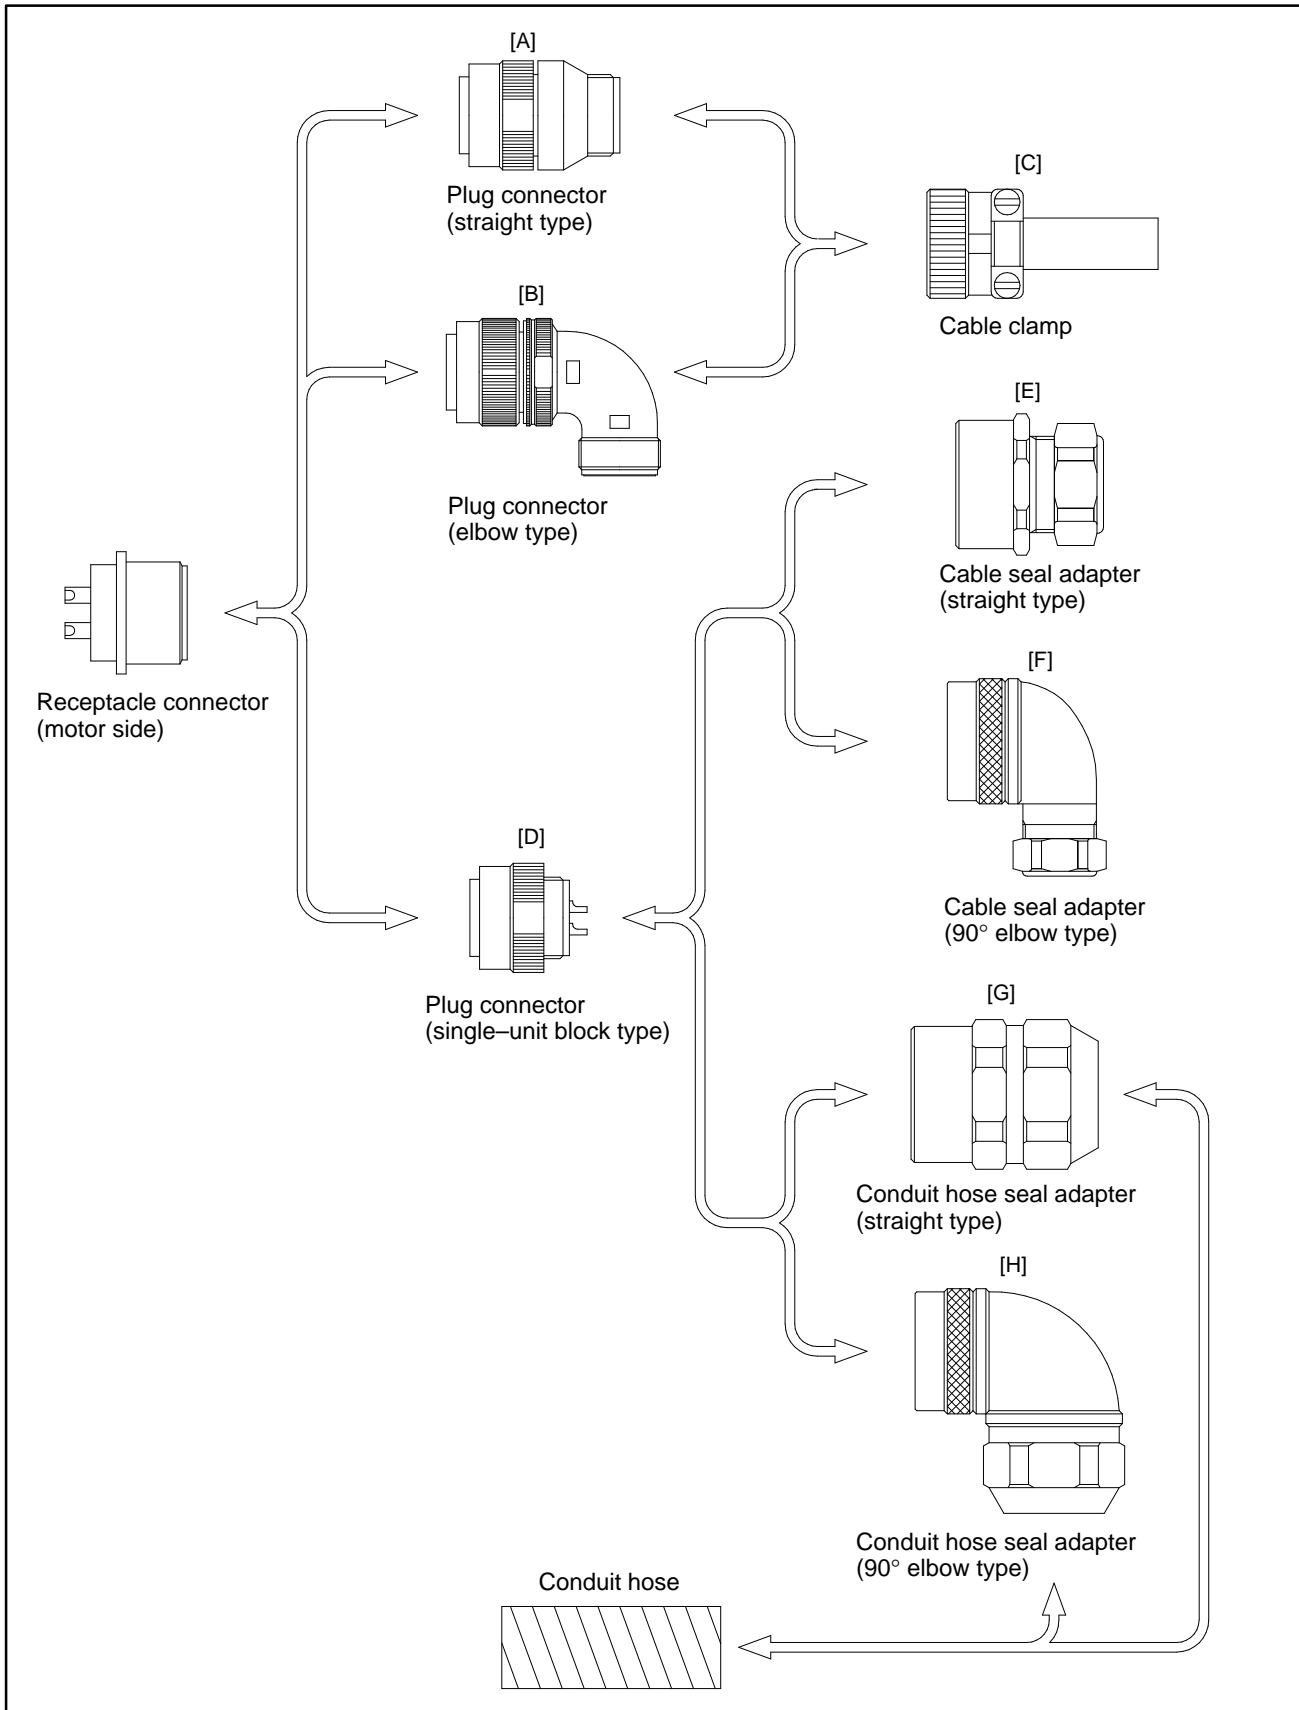 [A]
Plug connector
(straight type)
[C]
Cable clamp
[B]
Plug connector
(elbow type)
[E]
Cable seal adapter
(straight type)
Receptacle connector
(motor side)
[F]
Cable seal adapter
(90° elbow type)
[D]
Plug connector
(single–unit block type)
[G]
Conduit hose seal adapter
(straight type)
[H]
Conduit hose seal adapter
(90° elbow type)
Conduit hose